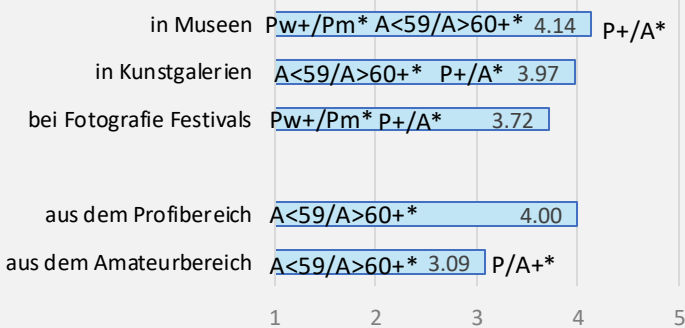 in Museen Pw+/Pm* A<59/A>60+* 4.14 P+/A*
in Kunstgalerien A<59/A>60+* P+/A* 3.97
bei Fotografie Festivals Pw+/Pm* P+/A* 3.72
aus dem Profibereich A<59/A>60+* 4.00
aus dem Amateurbereich A<59/A>60+* 3.09 P/A+*
1 2 3 4 5